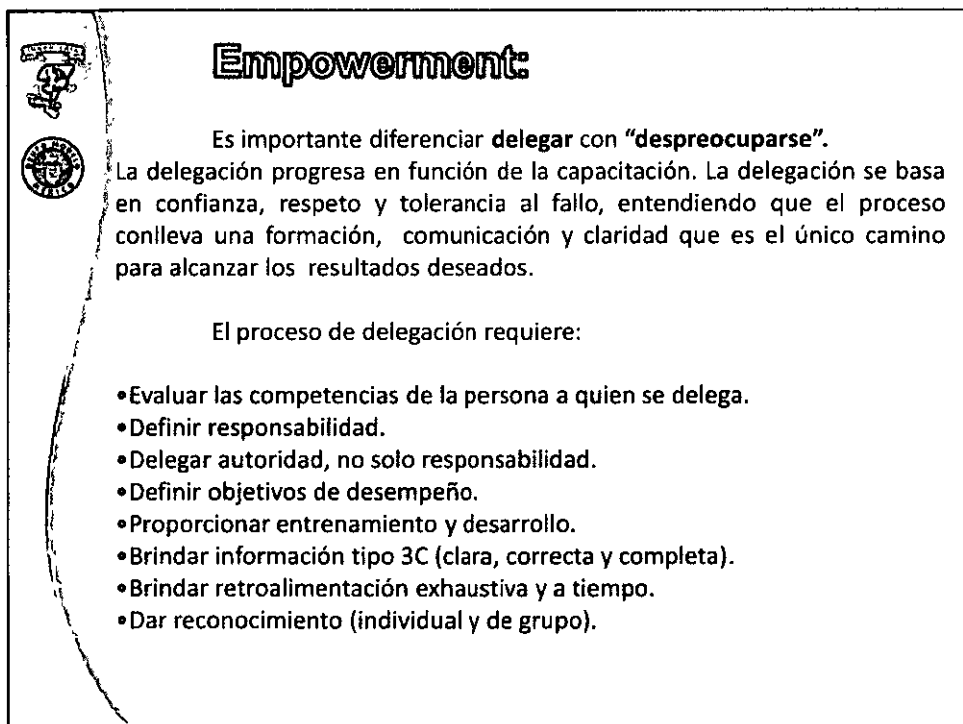 Empowerment:
Es importante diferenciar delegar con “despreocuparse”.
La delegación progresa en función de la capacitación. La delegación se basa
en confianza, respeto y tolerancia al fallo, entendiendo que el proceso
conlleva una formación, comunicación y claridad que es el único camino
para alcanzar los resultados deseados.
El proceso de delegación requiere:
•Evaluar las competencias de la persona a quien se delega.
•Definir responsabilidad.
•Delegar autoridad, no solo responsabilidad.
•Definir objetivos de desempeño.
•Proporcionar entrenamiento y desarrollo.
•Brindar información tipo 3C (clara, correcta y completa).
•Brindar retroalimentación exhaustiva y a tiempo.
•Dar reconocimiento (individual y de grupo).